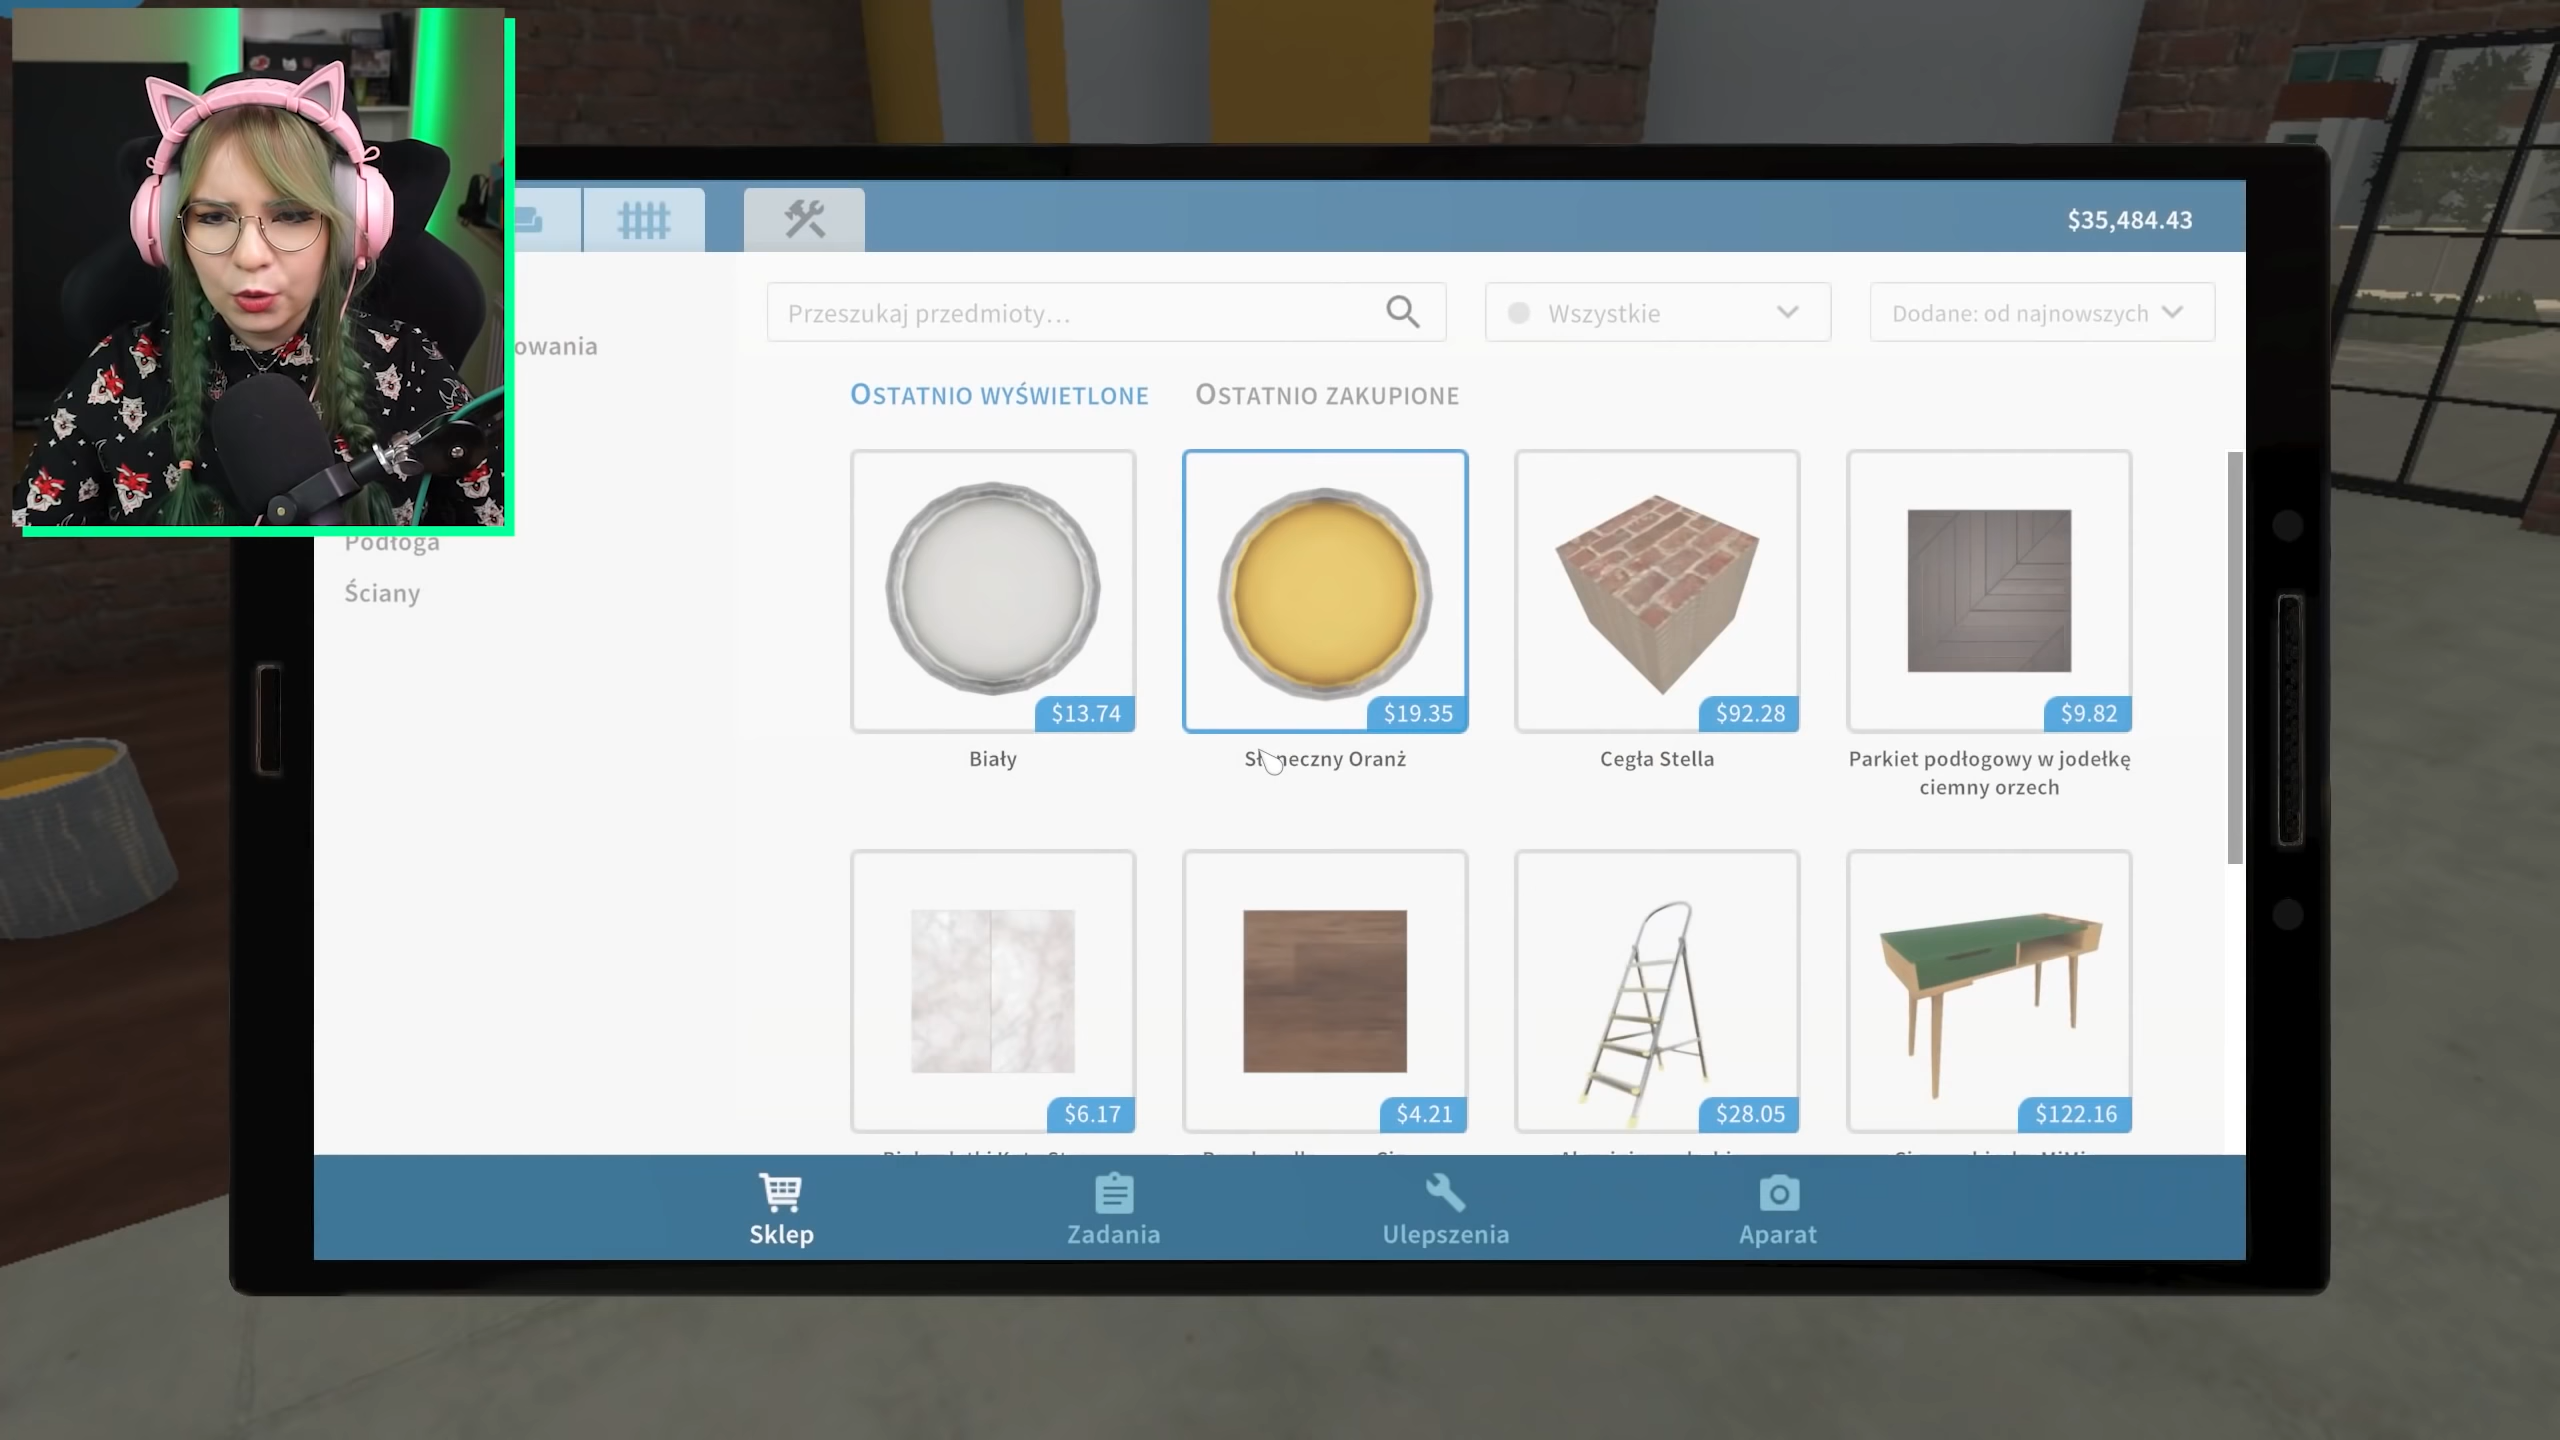 $35,484.43
Przeszukaj przedmioty...
Wszystkie
Dodane: od najnowszych
owania
OSTATNIO WYŚWIETLONE
OSTATNIO ZAKUPIONE
Podłoga
Ściany
$13.74
$19.35
$92.28
$9.82
Biały
Słoneczny Oranż
Cegła Stella
Parkiet podłogowy w jodełkę
ciemny orzech
$6.17
$4.21
$28.05
$122.16
Sklep
Zadania
Ulepszenia
Aparat